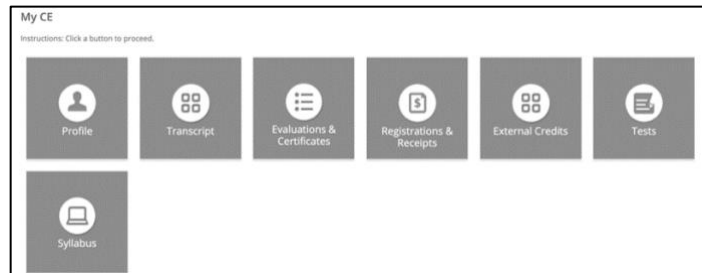 My CE
Instructions: Click a button to proceed.
Profile
Transcript
Evaluations &
Certificates
Registrations &
Receipts
External Credits
Tests
Syllabus